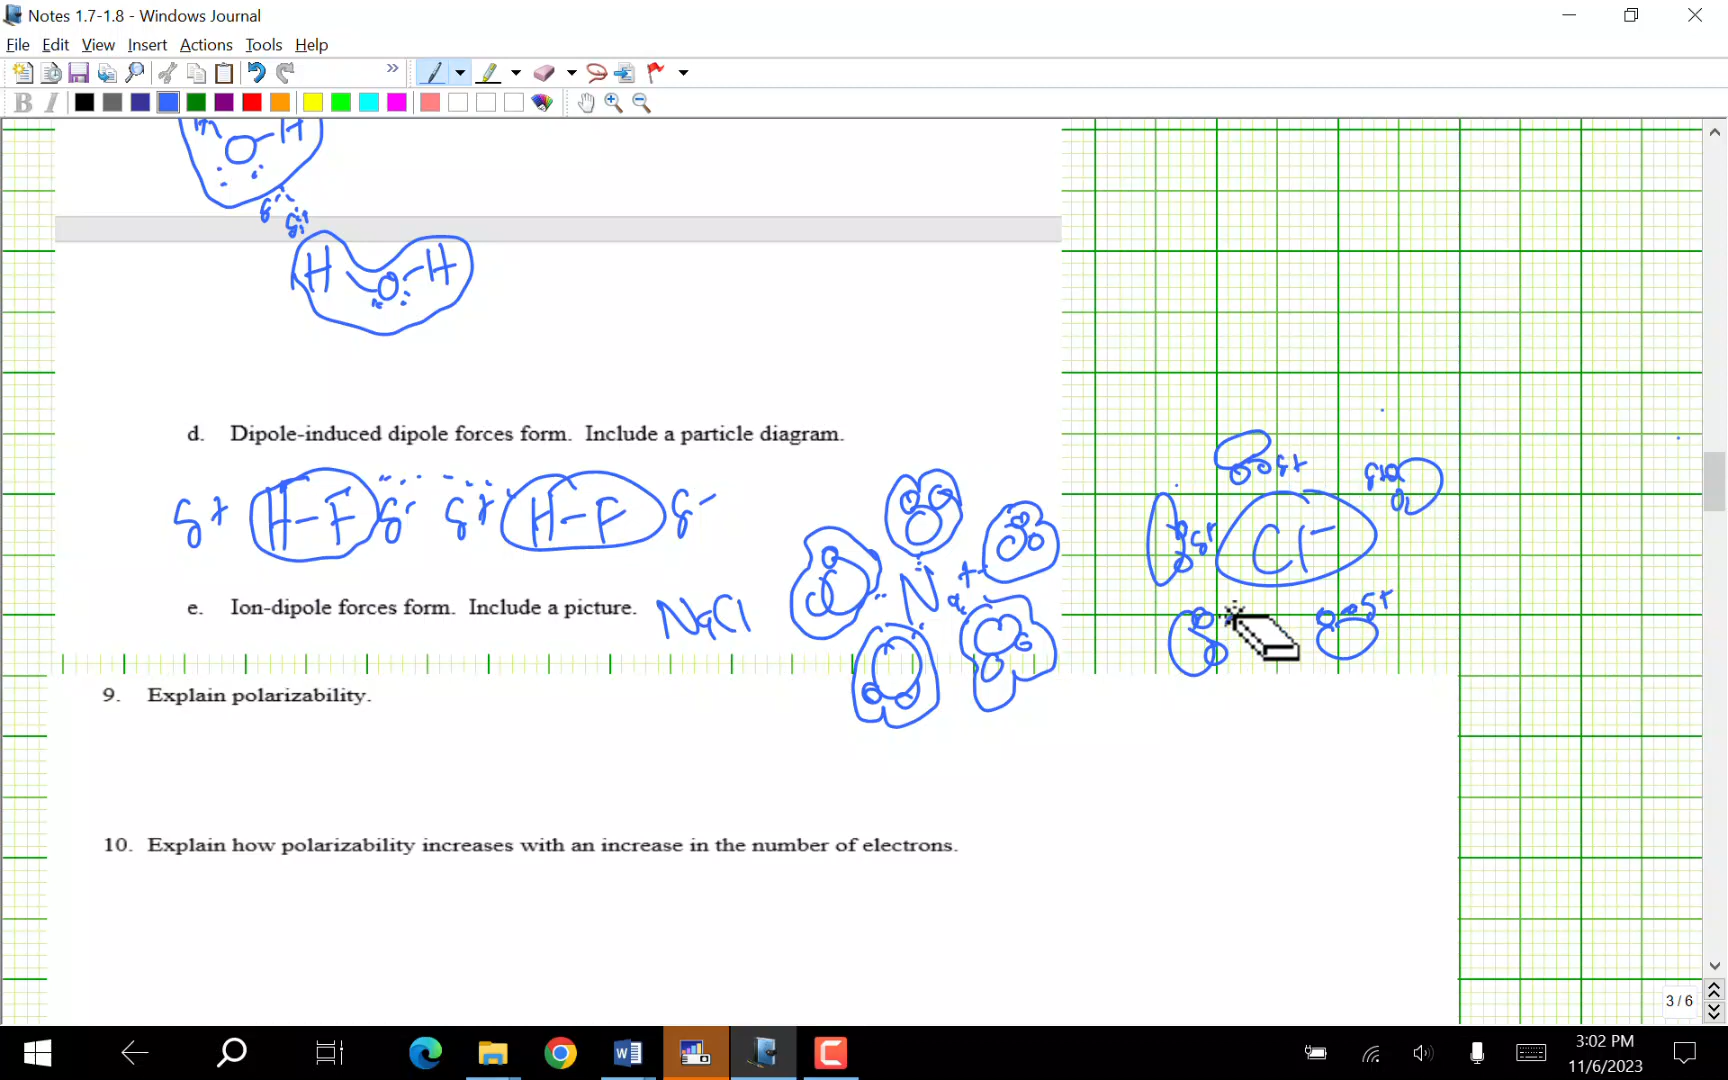 Notes 1.7-1.8 - Windows Journal
File Edit View Insert Actions Tools Help
B I
H O-H
δ-
δ+
H O-H
d. Dipole-induced dipole forces form. Include a particle diagram.
δ+ H-F δ- δ+ H-F δ-
δ+
δ+
δ+ Cl-
Na+
e. Ion-dipole forces form. Include a picture. NaCl
δ+
9. Explain polarizability.
10. Explain how polarizability increases with an increase in the number of electrons.
3 / 6
3:02 PM
11/6/2023